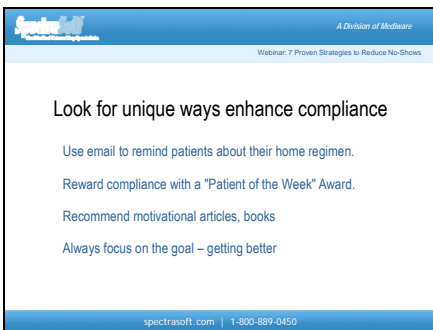 SpectraSoft
A Division of Mediware
Webinar: 7 Proven Strategies to Reduce No-Shows
Look for unique ways enhance compliance
Use email to remind patients about their home regimen.
Reward compliance with a "Patient of the Week" Award.
Recommend motivational articles, books
Always focus on the goal – getting better
spectrasoft.com | 1-800-889-0450